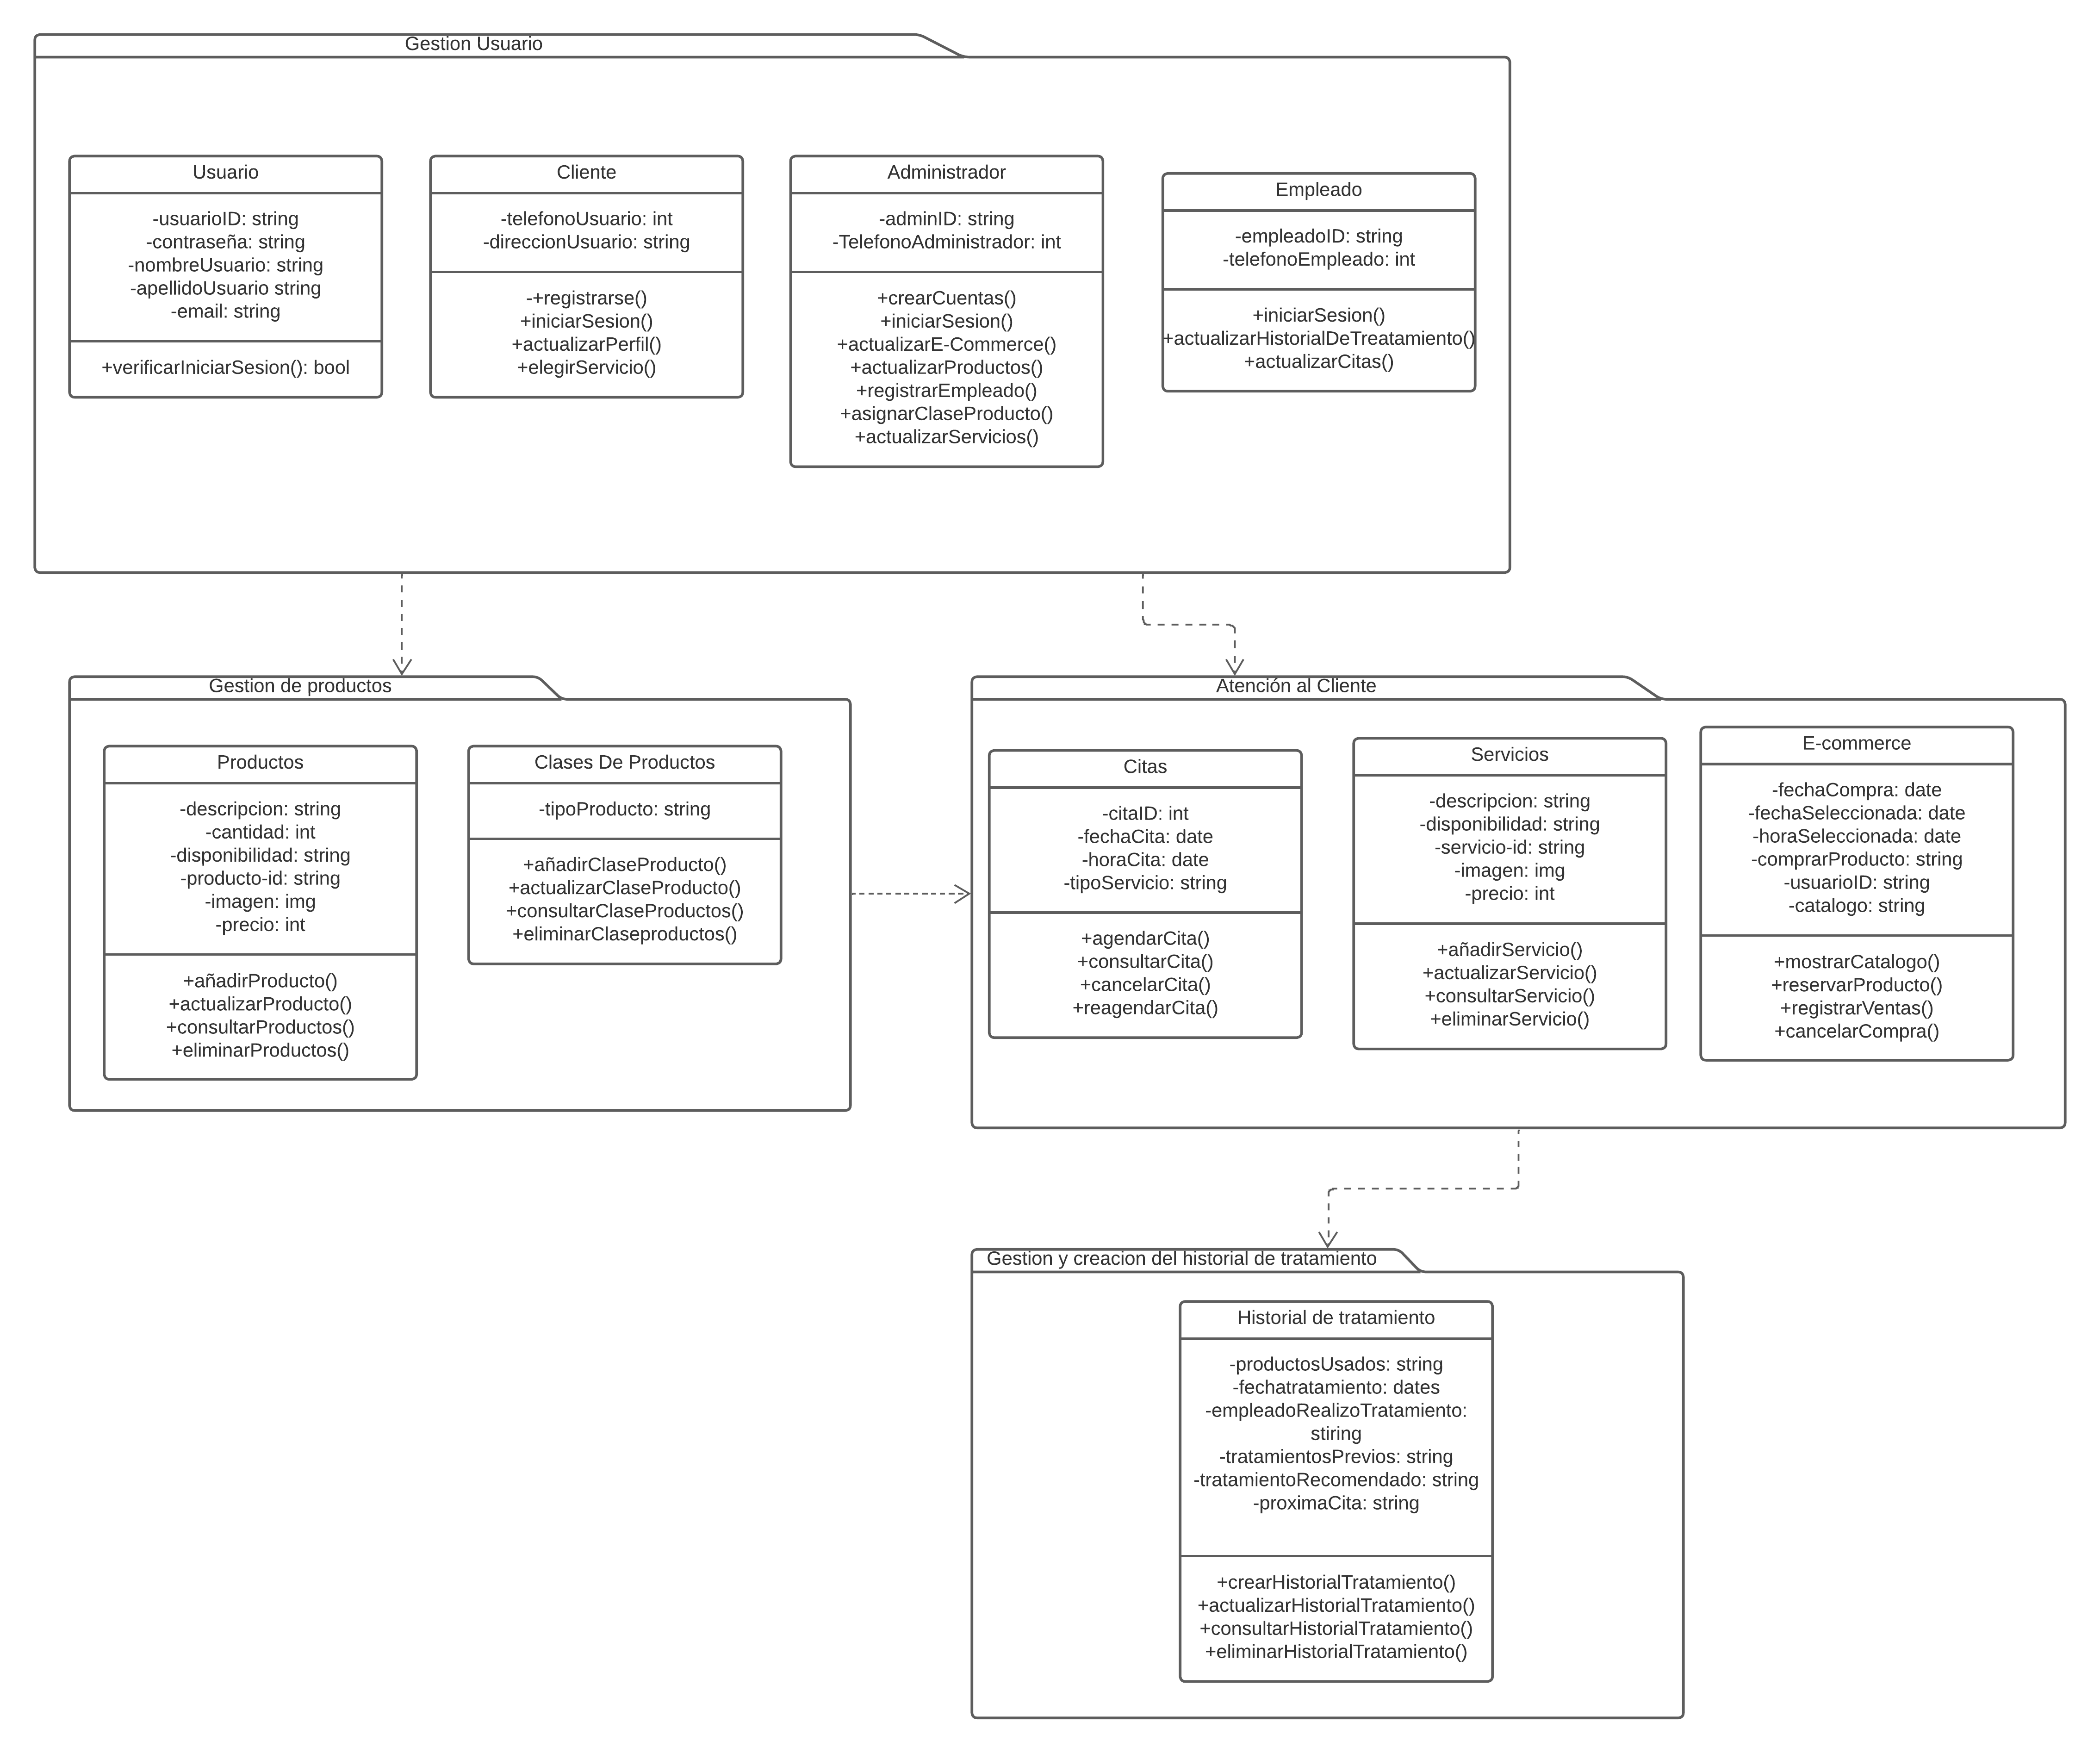 Gestion Usuario
Usuario
-usuarioID: string
-contraseña: string
-nombreUsuario: string
-apellidoUsuario string
-email: string
+verificarIniciarSesion(): bool
Cliente
-telefonoUsuario: int
-direccionUsuario: string
-+registrarse()
+iniciarSesion()
+actualizarPerfil()
+elegirServicio()
Administrador
-adminID: string
-TelefonoAdministrador: int
+crearCuentas()
+iniciarSesion()
+actualizarE-Commerce()
+actualizarProductos()
+registrarEmpleado()
+asignarClaseProducto()
+actualizarServicios()
Empleado
-empleadoID: string
-telefonoEmpleado: int
+iniciarSesion()
+actualizarHistorialDeTreatamiento()
+actualizarCitas()
Gestion de productos
Productos
-descripcion: string
-cantidad: int
-disponibilidad: string
-producto-id: string
-imagen: img
-precio: int
+añadirProducto()
+actualizarProducto()
+consultarProductos()
+eliminarProductos()
Clases De Productos
-tipoProducto: string
+añadirClaseProducto()
+actualizarClaseProducto()
+consultarClaseProductos()
+eliminarClaseproductos()
Atención al Cliente
Citas
-citaID: int
-fechaCita: date
-horaCita: date
-tipoServicio: string
+agendarCita()
+consultarCita()
+cancelarCita()
+reagendarCita()
Servicios
-descripcion: string
-disponibilidad: string
-servicio-id: string
-imagen: img
-precio: int
+añadirServicio()
+actualizarServicio()
+consultarServicio()
+eliminarServicio()
E-commerce
-fechaCompra: date
-fechaSeleccionada: date
-horaSeleccionada: date
-comprarProducto: string
-usuarioID: string
-catalogo: string
+mostrarCatalogo()
+reservarProducto()
+registrarVentas()
+cancelarCompra()
Gestion y creacion del historial de tratamiento
Historial de tratamiento
-productosUsados: string
-fechatratamiento: dates
-empleadoRealizoTratamiento:
stiring
-tratamientosPrevios: string
-tratamientoRecomendado: string
-proximaCita: string
+crearHistorialTratamiento()
+actualizarHistorialTratamiento()
+consultarHistorialTratamiento()
+eliminarHistorialTratamiento()